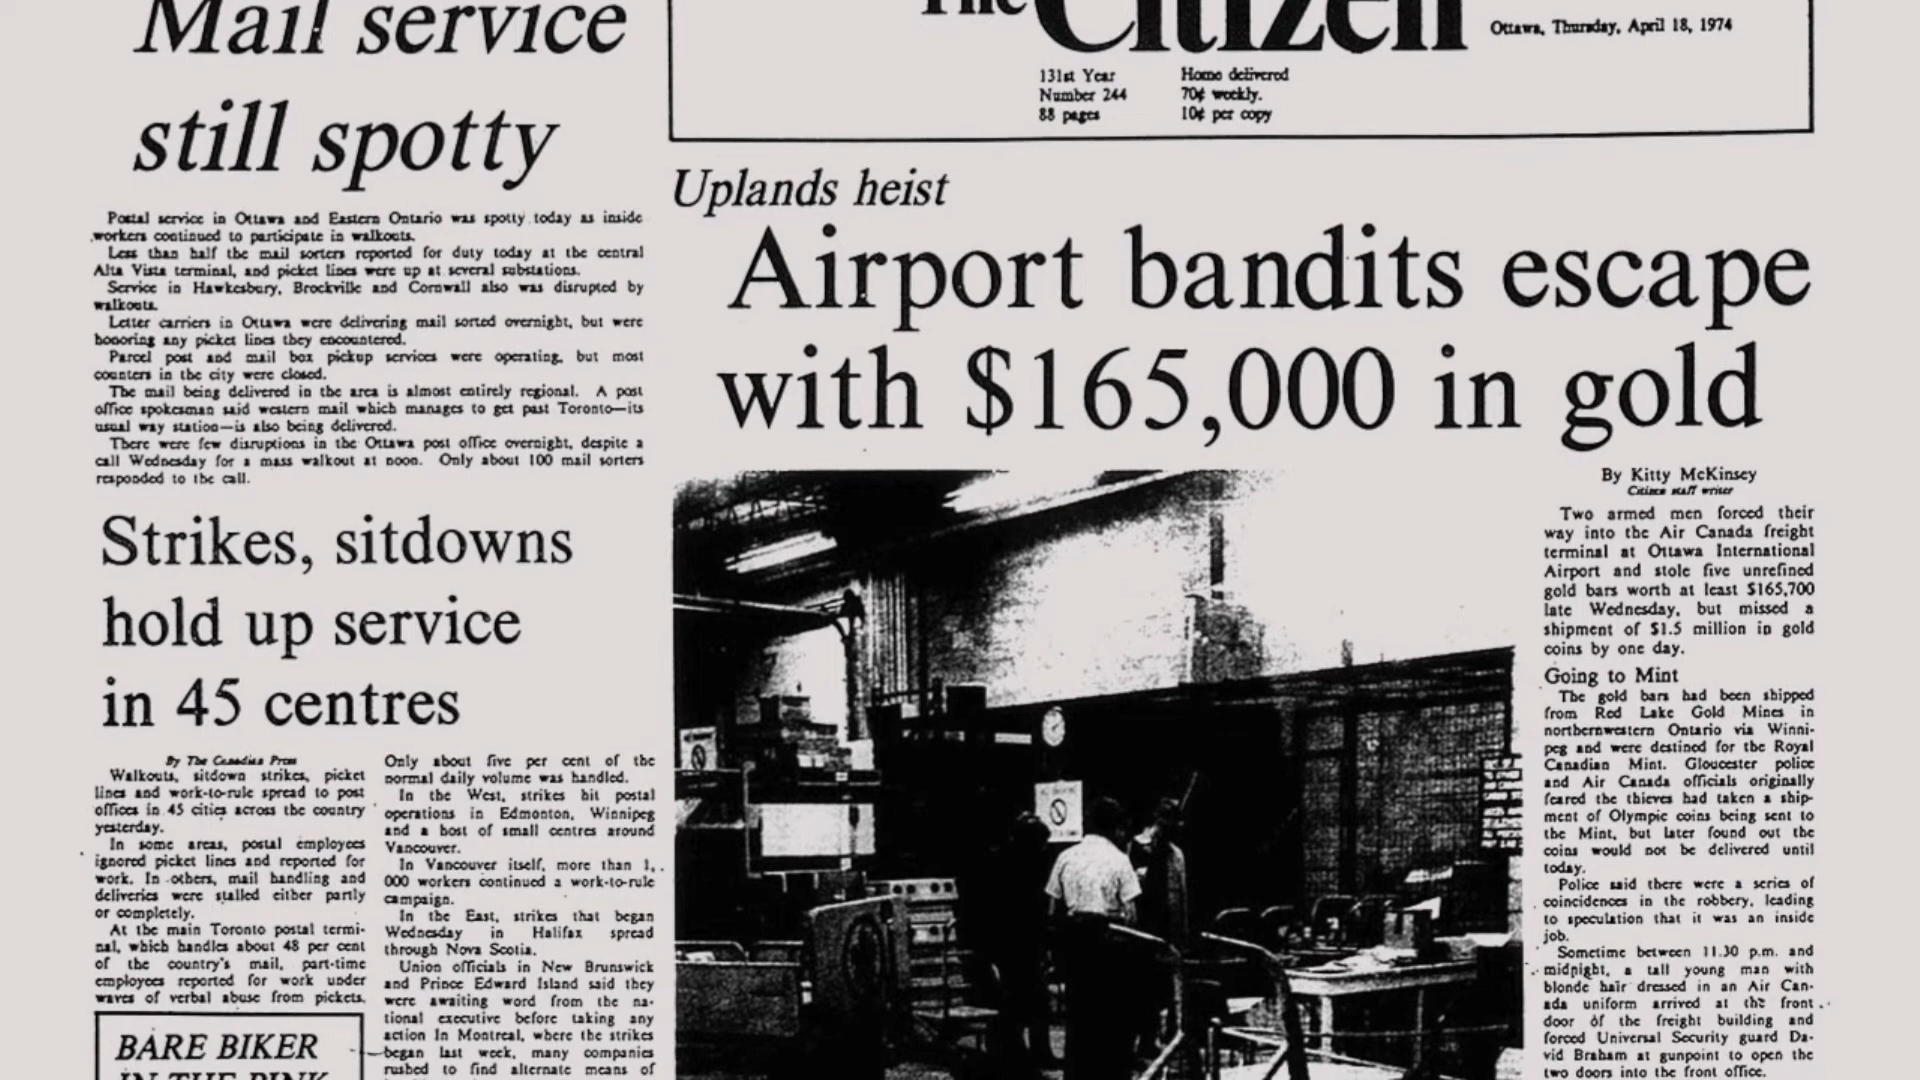 Mail service
still spotty
Postal service in Ottawa and Eastern Ontario was spotty today as inside
workers continued to participate in walkouts.
Less than half the mail sorters reported for duty today at the central
Alta Vista terminal, and picket lines were up at several substations.
Service in Hawkesbury, Brockville and Cornwall also was disrupted by
walkouts.
Letter carriers in Ottawa were delivering mail sorted overnight, but were
honoring any picket lines they encountered.
Parcel post and mail box pickup services were operating, but most
counters in the city were closed.
The mail being delivered in the area is almost entirely regional. A post
office spokesman said western mail which manages to get past Toronto—its
usual way station—is also being delivered.
There were few disruptions in the Ottawa post office overnight, despite a
call Wednesday for a mass walkout at noon. Only about 100 mail sorters
responded to the call.
Strikes, sitdowns
hold up service
in 45 centres
By The Canadian Press
Walkouts, sitdown strikes, picket
lines and work-to-rule spread to post
offices in 45 cities across the country
yesterday.
In some areas, postal employees
ignored picket lines and reported for
work. In others, mail handling and
deliveries were stalled either partly
or completely.
At the main Toronto postal termi-
nal, which handles about 48 per cent
of the country's mail, part-time
employees reported for work under
waves of verbal abuse from pickets.
BARE BIKER
IN THE PINK
Only about five per cent of the
normal daily volume was handled.
In the West, strikes hit postal
operations in Edmonton, Winnipeg
and a host of small centres around
Vancouver.
In Vancouver itself, more than 1,-
000 workers continued a work-to-rule
campaign.
In the East, strikes that began
Wednesday in Halifax spread
through Nova Scotia.
Union officials in New Brunswick
and Prince Edward Island said they
were awaiting word from the na-
tional executive before taking any
action In Montreal, where the strikes
began last week, many companies
rushed to find alternate means of
The Citizen
Ottawa, Thursday, April 18, 1974
131st Year
Number 244
88 pages
Home delivered
70¢ weekly.
10¢ per copy
Uplands heist
Airport bandits escape
with $165,000 in gold
By Kitty McKinsey
Citizen staff writer
Two armed men forced their
way into the Air Canada freight
terminal at Ottawa International
Airport and stole five unrefined
gold bars worth at least $165,700
late Wednesday, but missed a
shipment of $1.5 million in gold
coins by one day.
Going to Mint
The gold bars had been shipped
from Red Lake Gold Mines in
northernwestern Ontario via Winni-
peg and were destined for the Royal
Canadian Mint. Gloucester police
and Air Canada officials originally
feared the thieves had taken a ship-
ment of Olympic coins being sent to
the Mint, but later found out the
coins would not be delivered until
today.
Police said there were a series of
coincidences in the robbery, leading
to speculation that it was an inside
job.
Sometime between 11.30 p.m. and
midnight, a tall young man with
blonde hair dressed in an Air Can-
ada uniform arrived at the front
door of the freight building and
forced Universal Security guard Da-
vid Braham at gunpoint to open the
two doors into the front office.